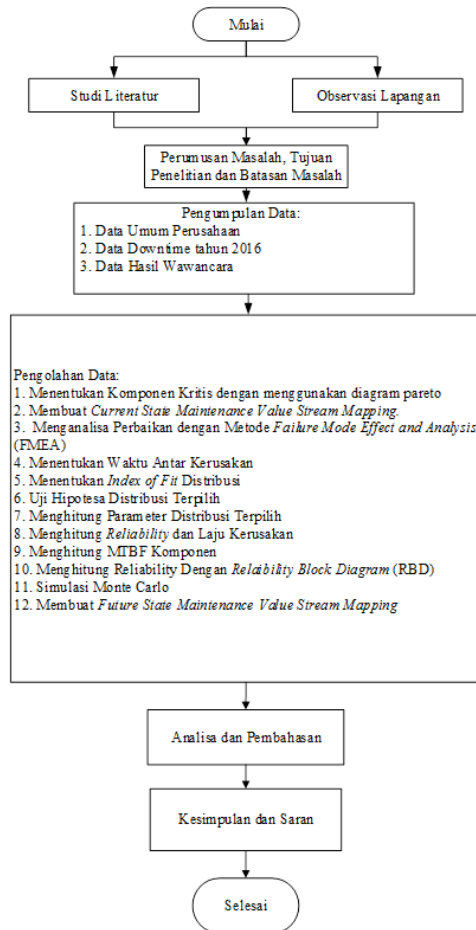 Mulai
Studi Literatur
Observasi Lapangan
Perumusan Masalah, Tujuan
Penelitian dan Batasan Masalah
Pengumpulan Data:
1. Data Umum Perusahaan
2. Data Downtime tahun 2016
3. Data Hasil Wawancara
Pengolahan Data:
1. Menentukan Komponen Kritis dengan menggunakan diagram pareto
2. Membuat Current State Maintenance Value Stream Mapping.
3. Menganalisa Perbaikan dengan Metode Failure Mode Effect and Analysis
(FMEA)
4. Menentukan Waktu Antar Kerusakan
5. Menentukan Index of Fit Distribusi
6. Uji Hipotesa Distribusi Terpilih
7. Menghitung Parameter Distribusi Terpilih
8. Menghitung Reliability dan Laju Kerusakan
9. Menghitung MTBF Komponen
10. Menghitung Reliability Dengan Relaibility Block Diagram (RBD)
11. Simulasi Monte Carlo
12. Membuat Future State Maintenance Value Stream Mapping
Analisa dan Pembahasan
Kesimpulan dan Saran
Selesai